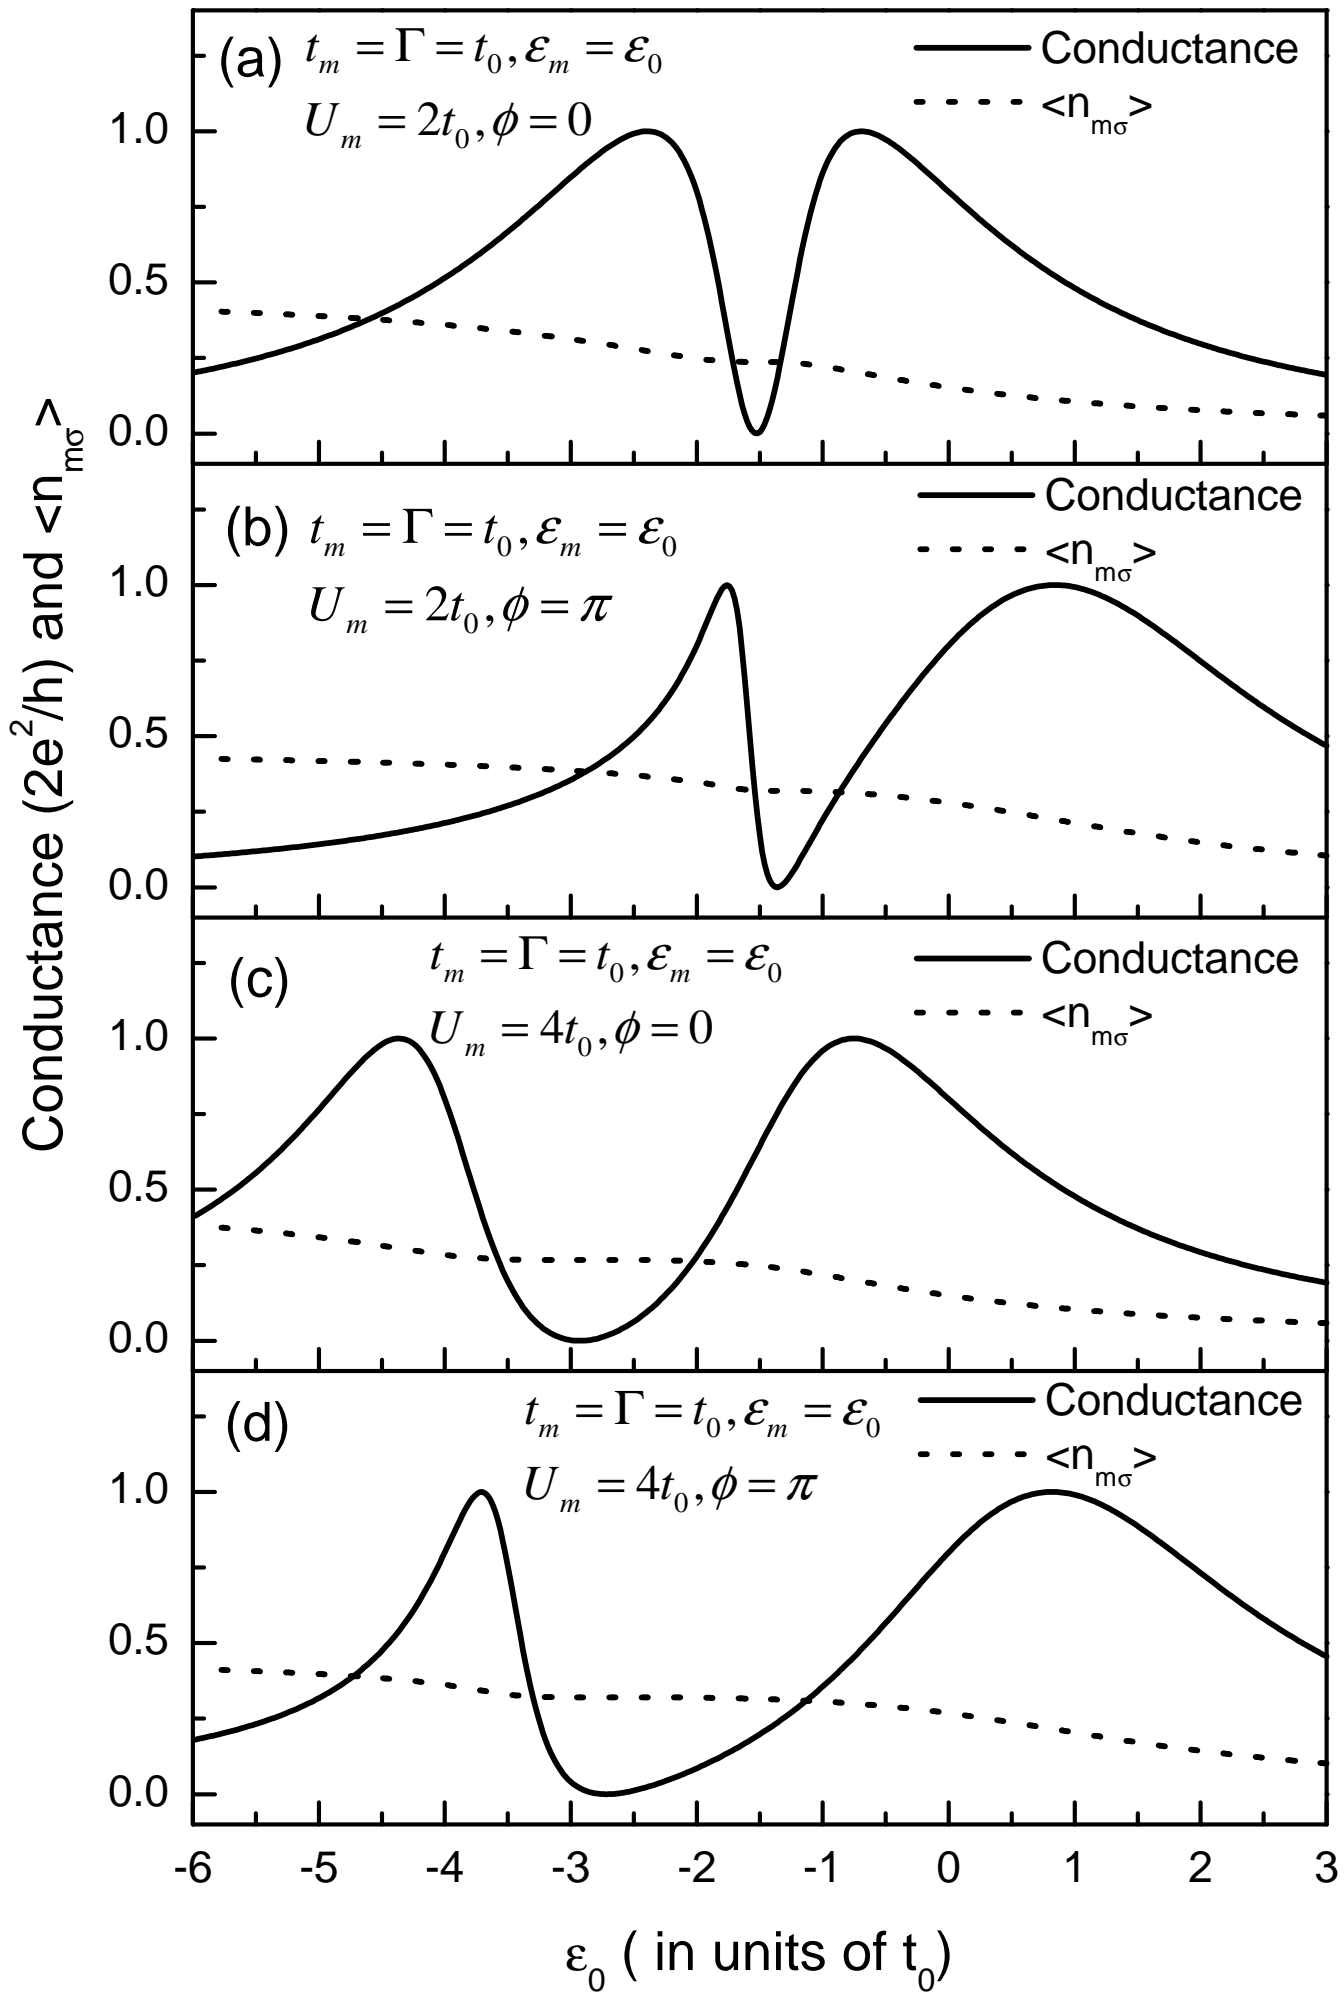 Conductance (2e²/h) and <n_mσ>
(a) t_m = Γ = t_0, ε_m = ε_0
U_m = 2t_0, ϕ = 0
Conductance
<n_mσ>
1.0
0.5
0.0
(b) t_m = Γ = t_0, ε_m = ε_0
U_m = 2t_0, ϕ = π
Conductance
<n_mσ>
1.0
0.5
0.0
(c) t_m = Γ = t_0, ε_m = ε_0
U_m = 4t_0, ϕ = 0
Conductance
<n_mσ>
1.0
0.5
0.0
(d) t_m = Γ = t_0, ε_m = ε_0
U_m = 4t_0, ϕ = π
Conductance
<n_mσ>
1.0
0.5
0.0
-6 -5 -4 -3 -2 -1 0 1 2 3
ε_0 ( in units of t_0)